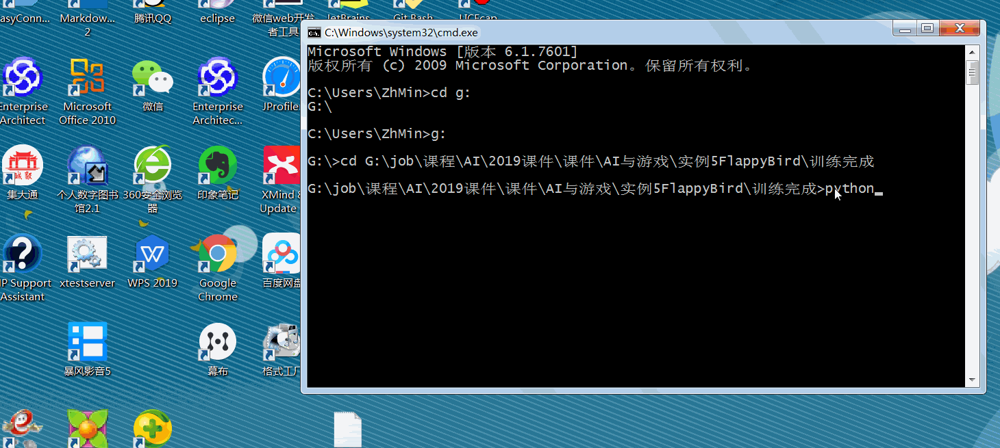 asyConn...
Markdow...
2
腾讯QQ
eclipse
微信web开发
者工具
JetBrains
Git Bash
C:\Windows\system32\cmd.exe
Microsoft Windows [版本 6.1.7601]
版权所有 (c) 2009 Microsoft Corporation。保留所有权利。
C:\Users\ZhMin>cd g:
G:\
C:\Users\ZhMin>g:
G:\>cd G:\job\课程\AI\2019课件\课件\AI与游戏\实例5FlappyBird\训练完成
G:\job\课程\AI\2019课件\课件\AI与游戏\实例5FlappyBird\训练完成>python_
Enterprise
Architect
Microsoft
Office 2010
微信
Enterprise
Architec...
JProfiler
集大通
个人数字图书
馆2.1
360安全浏览
器
印象笔记
XMind 8
Update
IP Support
Assistant
xtestserver
WPS 2019
Google
Chrome
百度网盘
暴风影音5
幕布
格式工厂